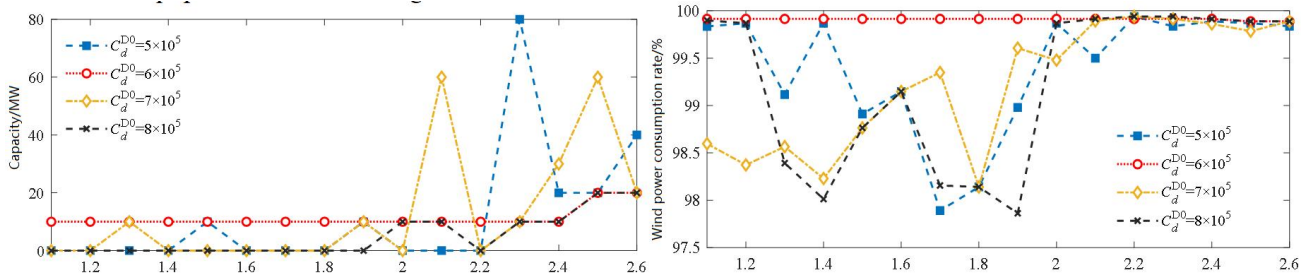 80
60
40
20
0
Capacity/MW
C_d^D0=5×10^5
C_d^D0=6×10^5
C_d^D0=7×10^5
C_d^D0=8×10^5
1.2 1.4 1.6 1.8 2 2.2 2.4 2.6
100
99.5
99
98.5
98
97.5
Wind power consumption rate/%
C_d^D0=5×10^5
C_d^D0=6×10^5
C_d^D0=7×10^5
C_d^D0=8×10^5
1.2 1.4 1.6 1.8 2 2.2 2.4 2.6